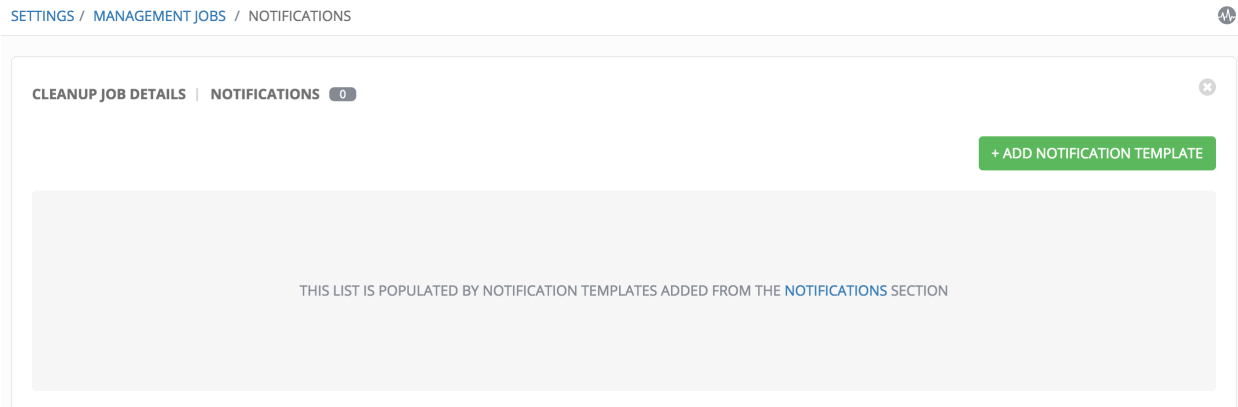 SETTINGS / MANAGEMENT JOBS / NOTIFICATIONS
CLEANUP JOB DETAILS | NOTIFICATIONS 0
+ ADD NOTIFICATION TEMPLATE
THIS LIST IS POPULATED BY NOTIFICATION TEMPLATES ADDED FROM THE NOTIFICATIONS SECTION